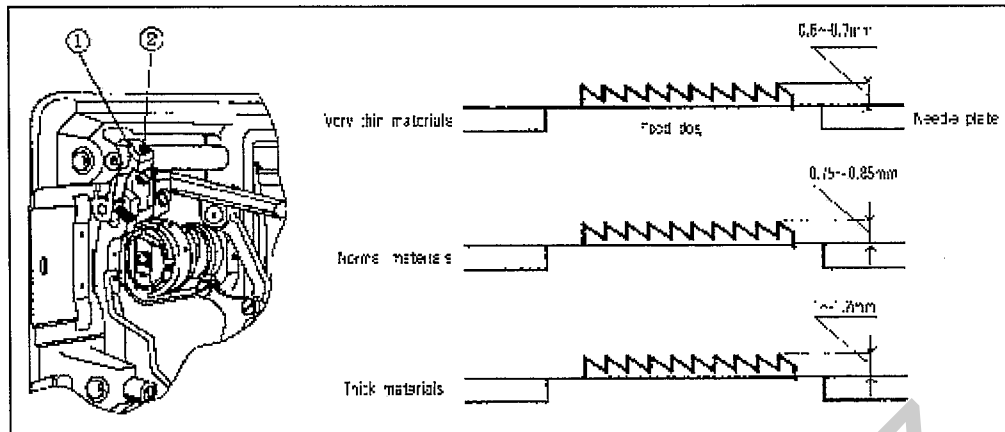 ① ②
0.6~0.7mm
Very thin materials
Feed dog
Needle plate
0.75~0.85mm
Normal materials
Thick materials